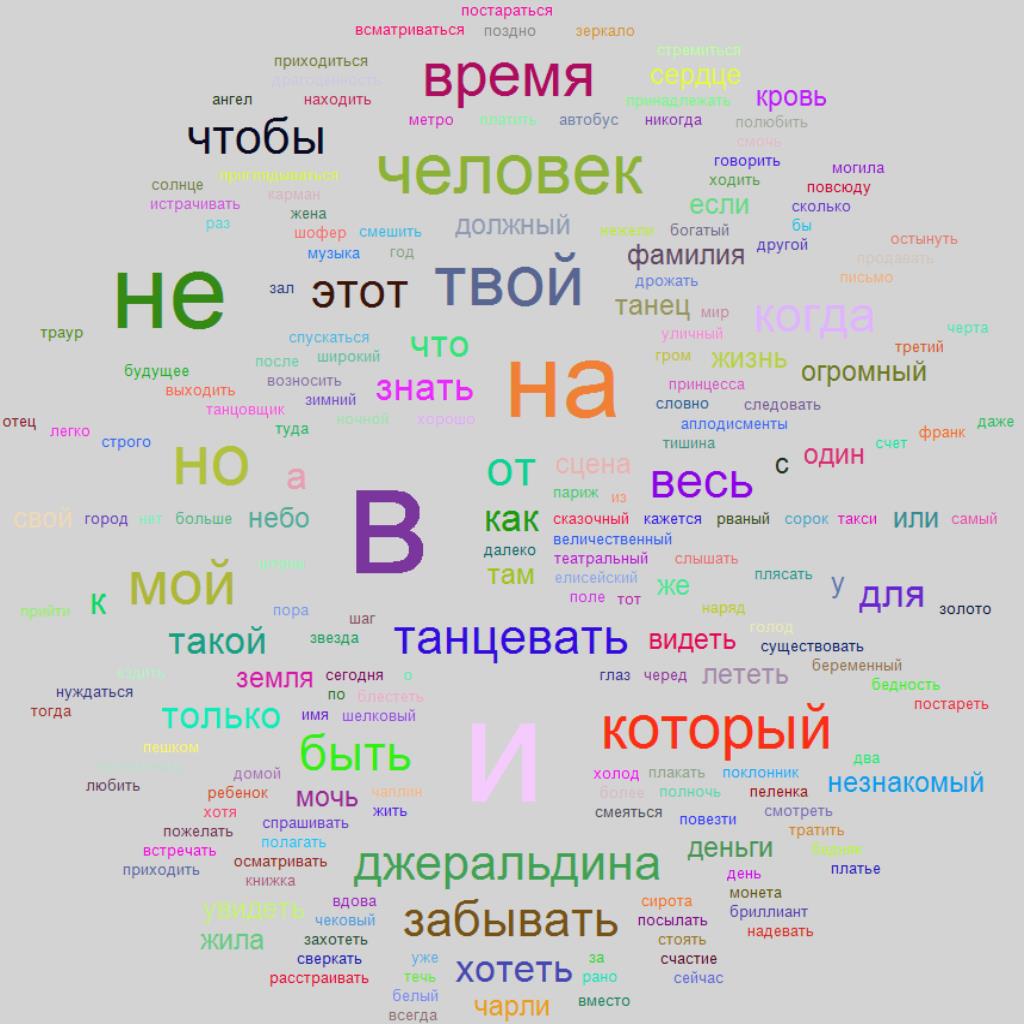 постараться
всматриваться поздно зеркало
стремиться
приходиться время сердце
драгоценность
ангел находить принадлежать кровь
метро платить автобус никогда полюбить
чтобы смочь
человек говорить могила
приглядываться ходить повсюду
солнце карман
истрачивать если сколько
жена
раз шофер смешить должный нежели богатый бы
музыка год фамилия другой остынуть
продавать
не зал этот твой дрожать письмо
танец мир когда
траур спускаться уличный черта
что
после широкий гром жизнь третий
будущее огромный
возносить принцесса
выходить зимний знать на словно следовать
танцовщик
отец ночной хорошо аплодисменты даже
легко туда франк
строго тишина счет
но а от сцена с один
весь
париж из
в
свой город нет больше небо как сказочный кажется рваный сорок такси или самый
величественный
далеко
театральный слышать
там елисейский же плясать у
мой
поле тот для
прийти к пора наряд золото
шаг голод
такой звезда танцевать видеть существовать
ездить беременный
земля сегодня о глаз черед лететь бедность
нуждаться по блестеть
тогда постареть
только имя шелковый который
пешком быть и два
домой холод плакать поклонник незнакомый
любить ребенок мочь чаплин более полночь пеленка
хотя жить смеяться смотреть
спрашивать повезти
пожелать тратить
полагать
встречать деньги бедняк
осматривать джеральдина
приходить день платье
книжка
монета
вдова сирота
увидеть забывать бриллиант
чековый посылать
надевать
жила захотеть стоять
сверкать уже за счастие
хотеть
расстраивать течь рано сейчас
белый чарли вместо
всегда